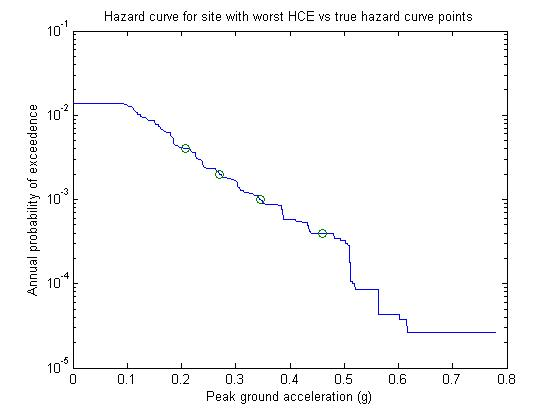 Hazard curve for site with worst HCE vs true hazard curve points
10^-1
10^-2
10^-3
10^-4
10^-5
Annual probability of exceedence
0 0.1 0.2 0.3 0.4 0.5 0.6 0.7 0.8
Peak ground acceleration (g)